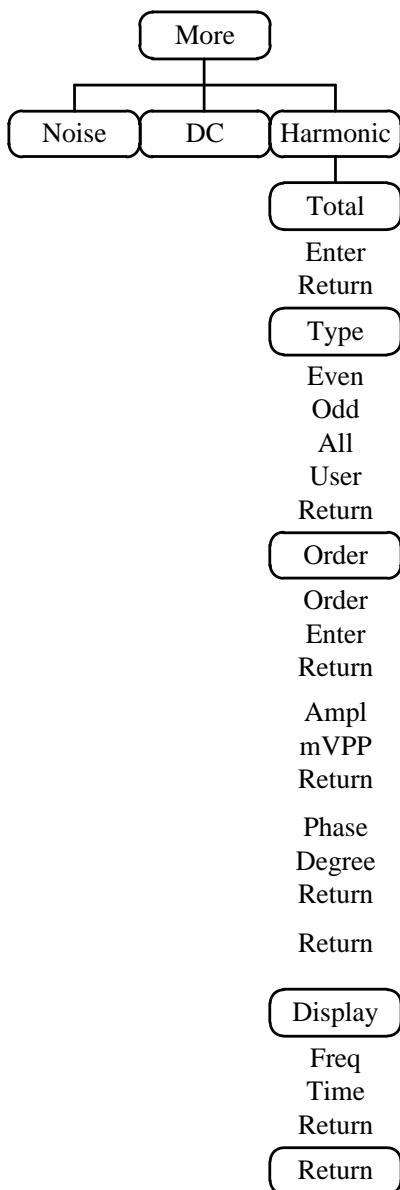 More
Noise DC Harmonic
Total
Enter
Return
Type
Even
Odd
All
User
Return
Order
Order
Enter
Return
Ampl
mVPP
Return
Phase
Degree
Return
Return
Display
Freq
Time
Return
Return